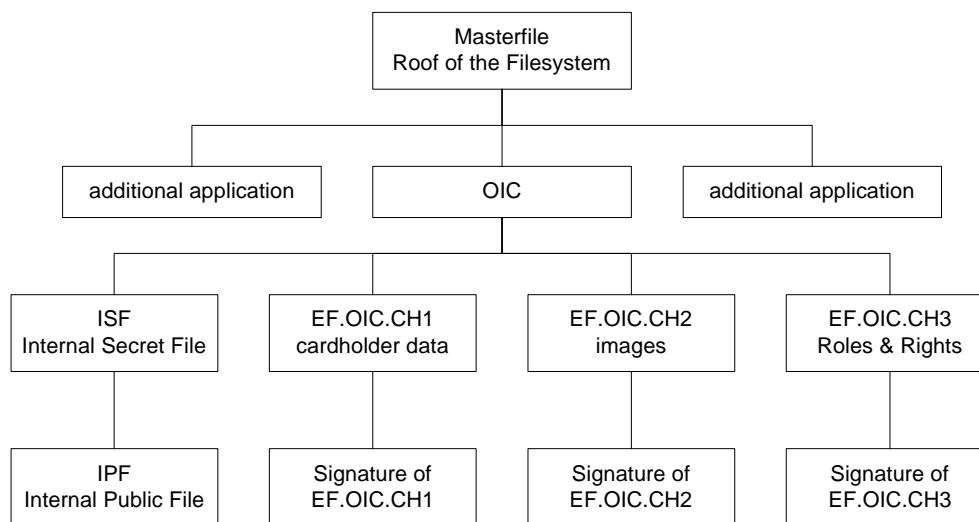 Masterfile
Roof of the Filesystem
additional application
OIC
additional application
ISF
Internal Secret File
EF.OIC.CH1
cardholder data
EF.OIC.CH2
images
EF.OIC.CH3
Roles & Rights
IPF
Internal Public File
Signature of
EF.OIC.CH1
Signature of
EF.OIC.CH2
Signature of
EF.OIC.CH3